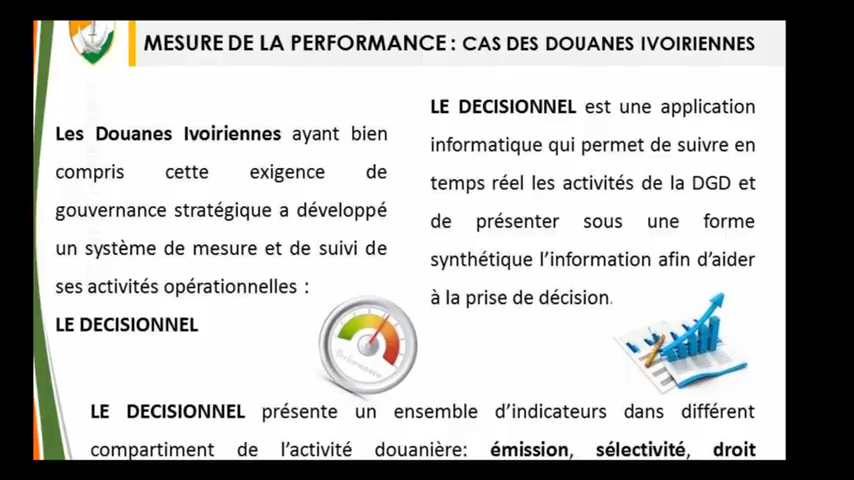 MESURE DE LA PERFORMANCE : CAS DES DOUANES IVOIRIENNES
Les Douanes Ivoiriennes ayant bien
compris cette exigence de
gouvernance stratégique a développé
un système de mesure et de suivi de
ses activités opérationnelles :
LE DECISIONNEL
LE DECISIONNEL est une application
informatique qui permet de suivre en
temps réel les activités de la DGD et
de présenter sous une forme
synthétique l'information afin d'aider
à la prise de décision.
Performance
LE DECISIONNEL présente un ensemble d'indicateurs dans différent
compartiment de l'activité douanière: émission, sélectivité, droit